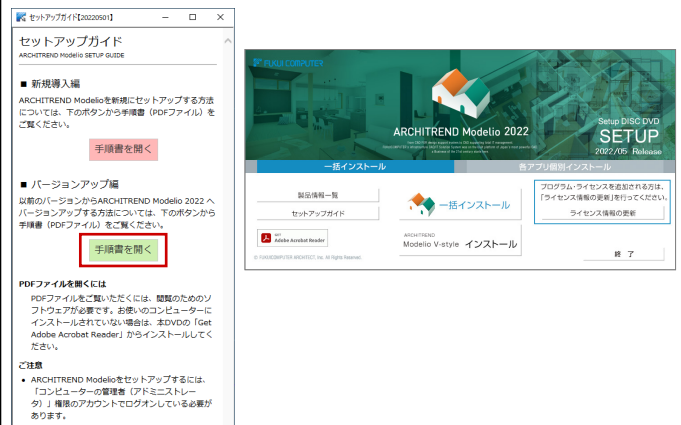 セットアップガイド【20220501】
セットアップガイド
ARCHITREND Modelio SETUP GUIDE
■ 新規導入編
ARCHITREND Modelioを新規にセットアップする方法
については、下のボタンから手順書（PDFファイル）を
ご覧ください。
手順書を開く
■ バージョンアップ編
以前のバージョンからARCHITREND Modelio 2022 へ
バージョンアップする方法については、下のボタンから
手順書（PDFファイル）をご覧ください。
手順書を開く
PDFファイルを開くには
PDFファイルをご覧いただくには、閲覧のためのソ
フトウェアが必要です。お使いのコンピューターに
インストールされていない場合は、本DVDの「Get
Adobe Acrobat Reader」からインストールしてく
ださい。
ご注意
• ARCHITREND Modelioをセットアップするには、
「コンピューターの管理者（アドミニストレー
タ）」権限のアカウントでログオンしている必要が
あります。
FUKUI COMPUTER
ARCHITREND Modelio 2022
Setup DISC DVD
SETUP
2022/05 Release
一括インストール
各アプリ個別インストール
製品情報一覧
セットアップガイド
GET
Adobe Acrobat Reader
© FUKUICOMPUTER ARCHITECT, Inc. All Rights Reserved.
一括インストール
ARCHITREND
Modelio V-style インストール
プログラム・ライセンスを追加される方は、
「ライセンス情報の更新」を行ってください。
ライセンス情報の更新
終 了